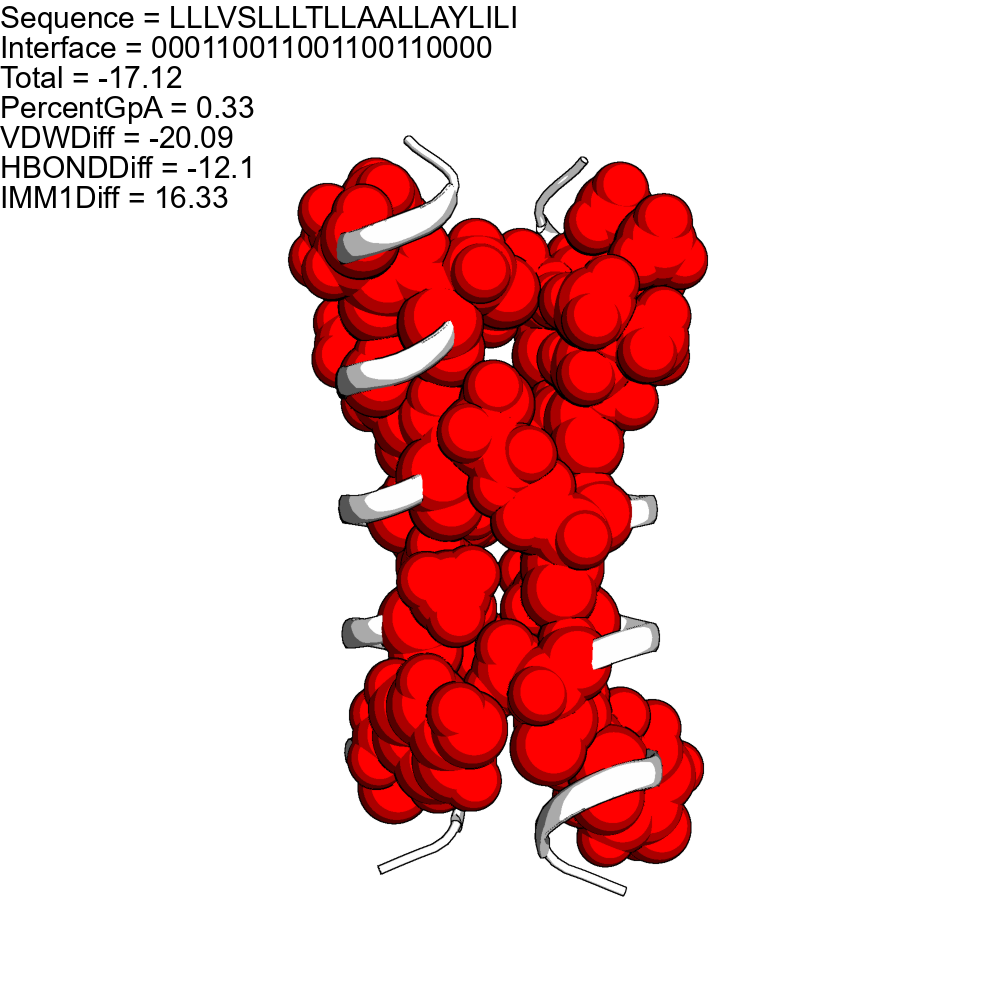 Sequence = LLLVSLLLTLLAALLAYLILI
Interface = 000110011001100110000
Total = -17.12
PercentGpA = 0.33
VDWDiff = -20.09
HBONDDiff = -12.1
IMM1Diff = 16.33